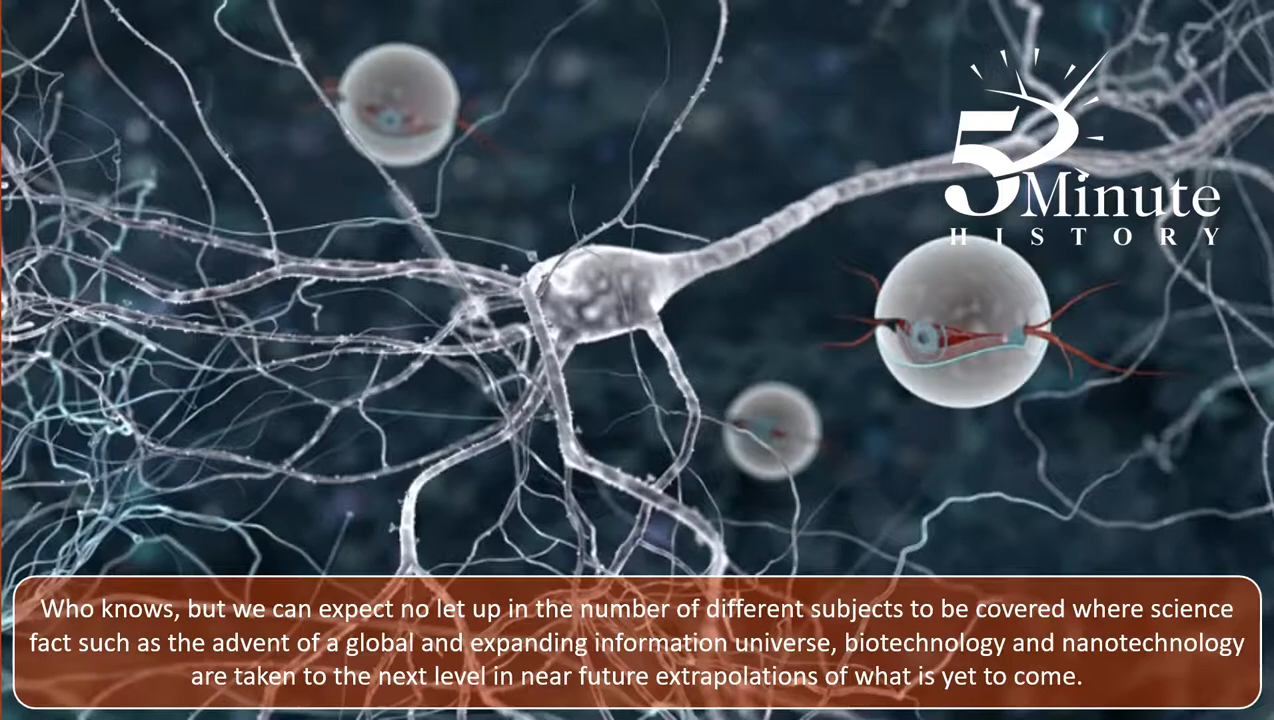 5 Minute
HISTORY
Who knows, but we can expect no let up in the number of different subjects to be covered where science
fact such as the advent of a global and expanding information universe, biotechnology and nanotechnology
are taken to the next level in near future extrapolations of what is yet to come.